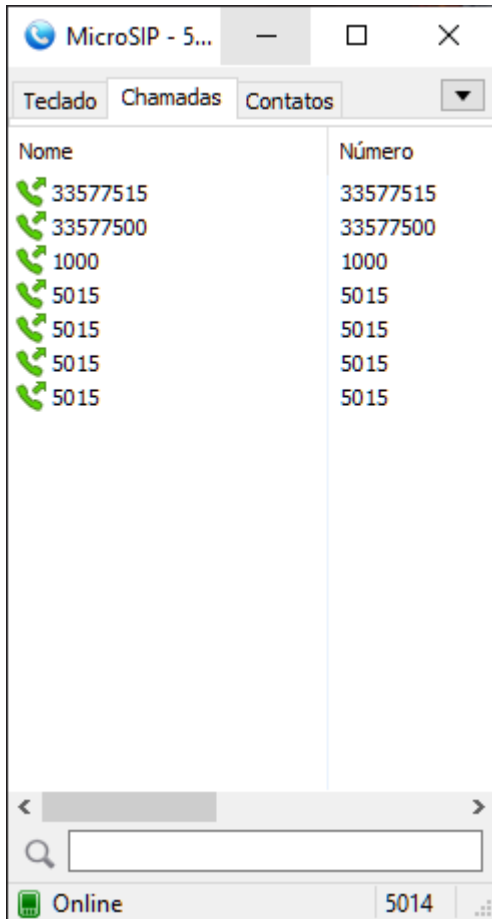 MicroSIP - 5...
Teclado Chamadas Contatos
Nome Número
33577515 33577515
33577500 33577500
1000 1000
5015 5015
5015 5015
5015 5015
5015 5015
Online 5014